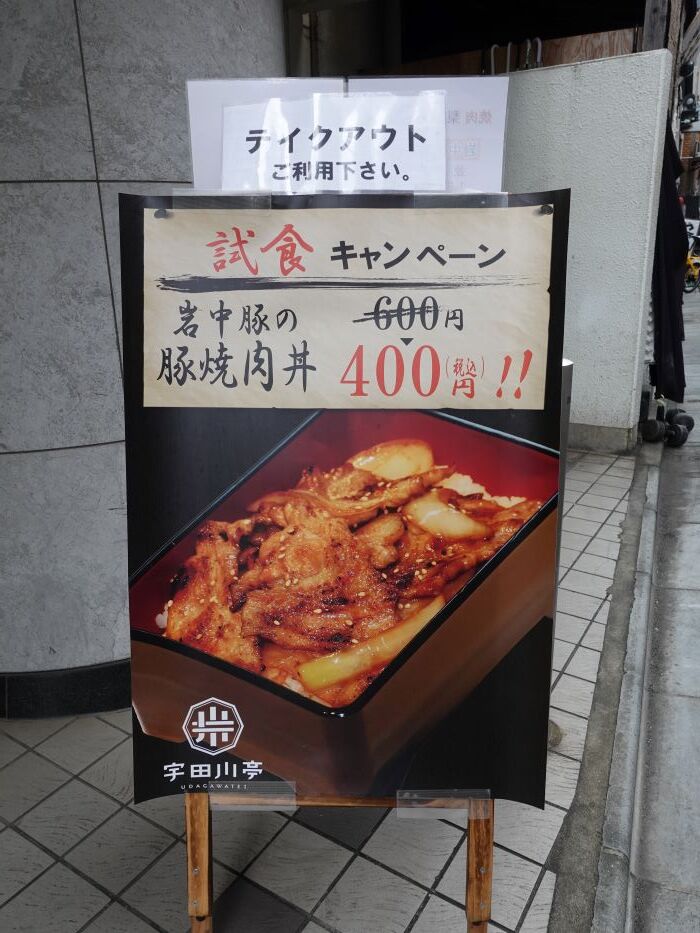 テイクアウト
ご利用下さい。
試食キャンペーン
岩中豚の 600円
豚焼肉丼 400円(税込)!!
宇田川亭
UDAGAWATEI
焼肉